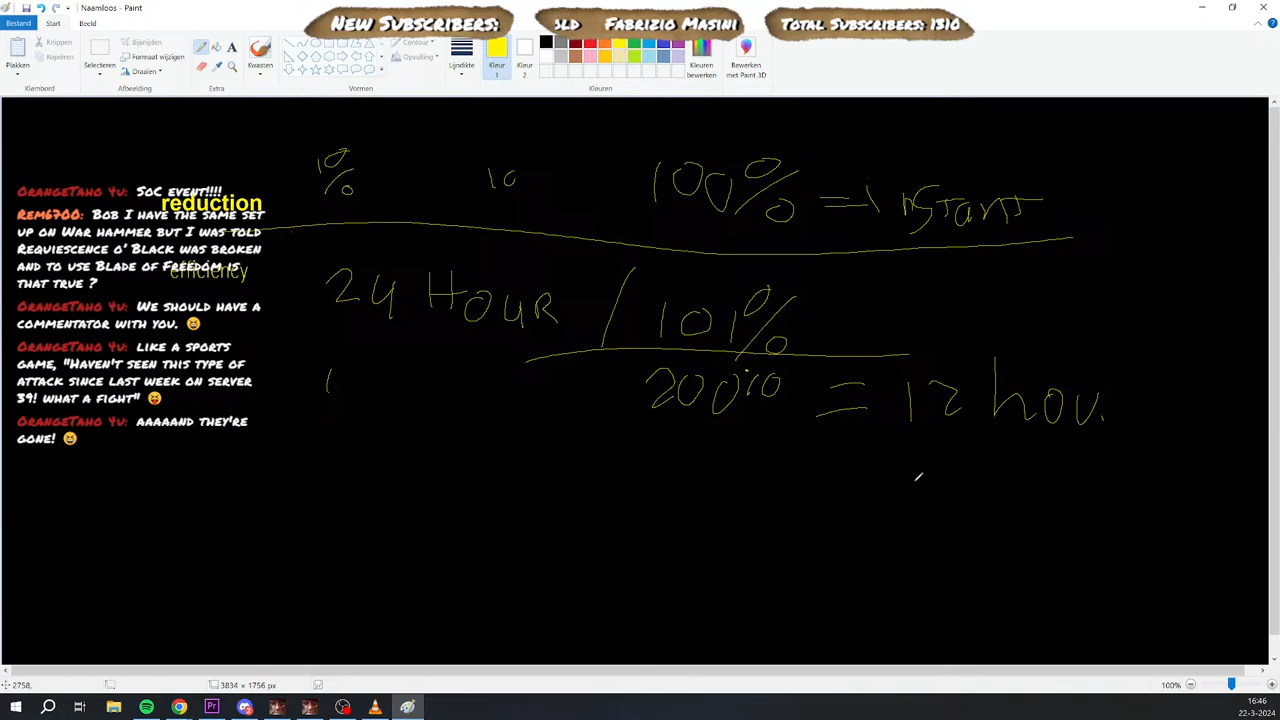 Naamloos - Paint
New Subscribers:
SLD Fabrizio Masini
Total Subscribers: 1310
Bestand Start Beeld
Plakken
Knippen
Kopiëren
Klembord
Selecteren
Bijsnijden
Formaat wijzigen
Draaien
Afbeelding
Extra
Kwasten
Contour
Opvulling
Vormen
Lijndikte
Kleur 1
Kleur 2
Kleuren bewerken
Kleuren
Bewerken met Paint 3D
10% 10 100% = instant
reduction
24 Hour / 101%
efficiency
200% = 12 hou
OrangeTaho 4u: SoC event!!!!
Rem6700: Bob I have the same set
up on War hammer but I was told
Requiescence o' Black was broken
and to use Blade of Freedom is
that true ?
OrangeTaho 4u: We should have a
commentator with you. 😆
OrangeTaho 4u: Like a sports
game, "Haven't seen this type of
attack since last week on server
39! What a fight" 😝
OrangeTaho 4u: aaaaand they're
gone! 😆
2758,
3834 × 1756 px
100%
16:46
22-3-2024